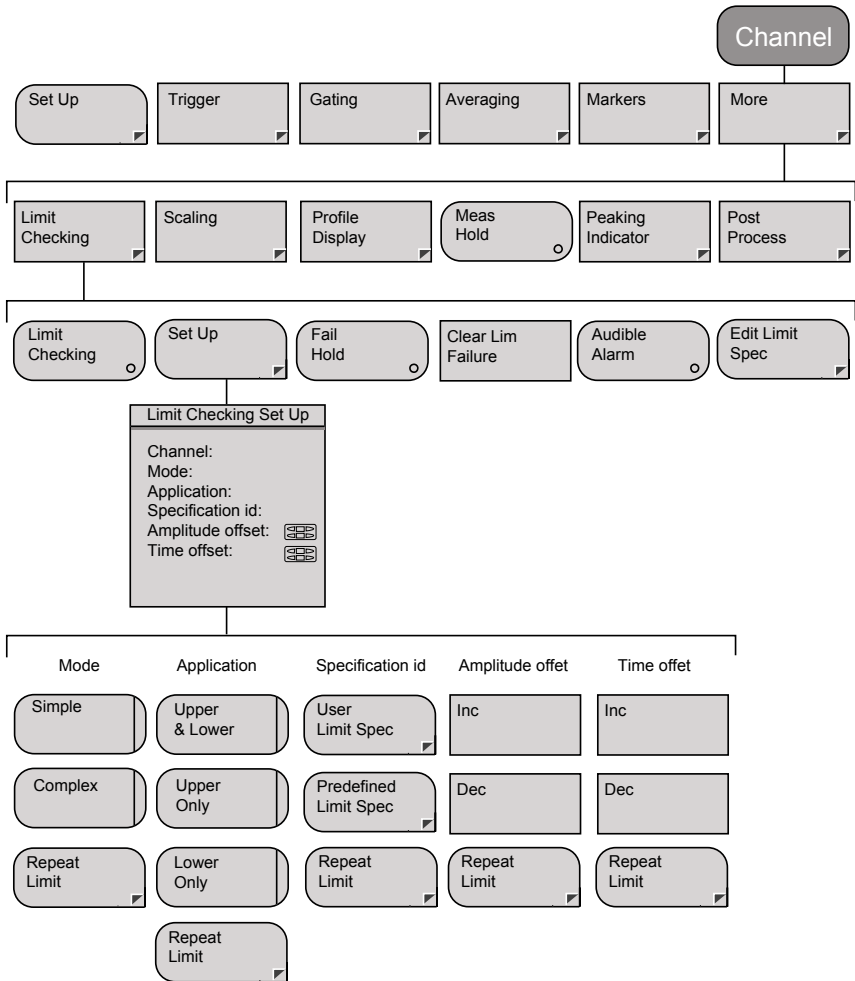 Channel
Set Up
Trigger
Gating
Averaging
Markers
More
Limit
Checking
Scaling
Profile
Display
Meas
Hold
Peaking
Indicator
Post
Process
Limit
Checking
Set Up
Fail
Hold
Clear Lim
Failure
Audible
Alarm
Edit Limit
Spec
Limit Checking Set Up
Channel:
Mode:
Application:
Specification id:
Amplitude offset:
Time offset:
Mode
Application
Specification id
Amplitude offet
Time offet
Simple
Upper
& Lower
User
Limit Spec
Inc
Inc
Complex
Upper
Only
Predefined
Limit Spec
Dec
Dec
Repeat
Limit
Lower
Only
Repeat
Limit
Repeat
Limit
Repeat
Limit
Repeat
Limit